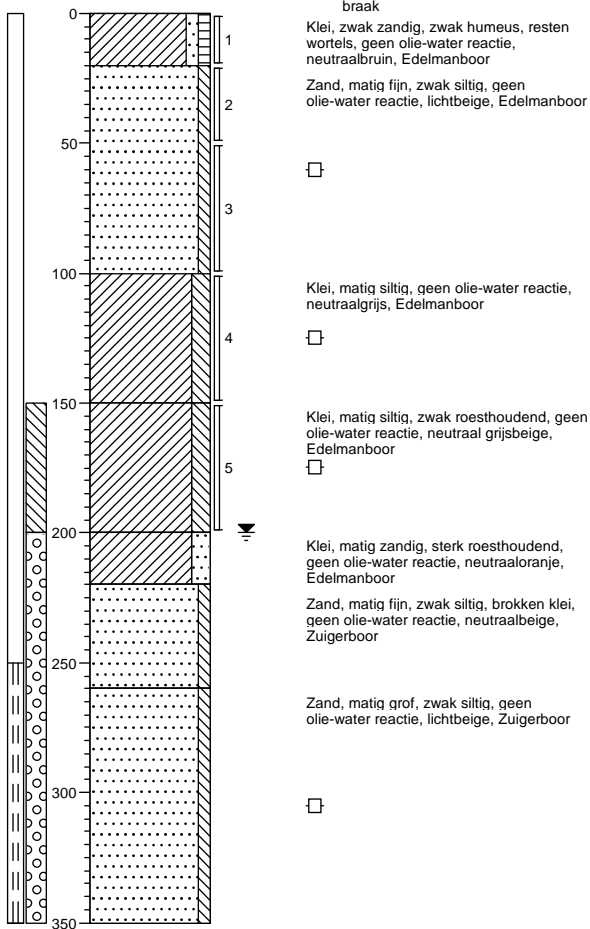 braak
0
1
Klei, zwak zandig, zwak humeus, resten
wortels, geen olie-water reactie,
neutraalbruin, Edelmanboor
2
Zand, matig fijn, zwak siltig, geen
olie-water reactie, lichtbeige, Edelmanboor
50
3
100
4
Klei, matig siltig, geen olie-water reactie,
neutraalgrijs, Edelmanboor
150
5
Klei, matig siltig, zwak roesthoudend, geen
olie-water reactie, neutraal grijsbeige,
Edelmanboor
200
Klei, matig zandig, sterk roesthoudend,
geen olie-water reactie, neutraaloranje,
Edelmanboor
Zand, matig fijn, zwak siltig, brokken klei,
geen olie-water reactie, neutraalbeige,
Zuigerboor
250
Zand, matig grof, zwak siltig, geen
olie-water reactie, lichtbeige, Zuigerboor
300
350